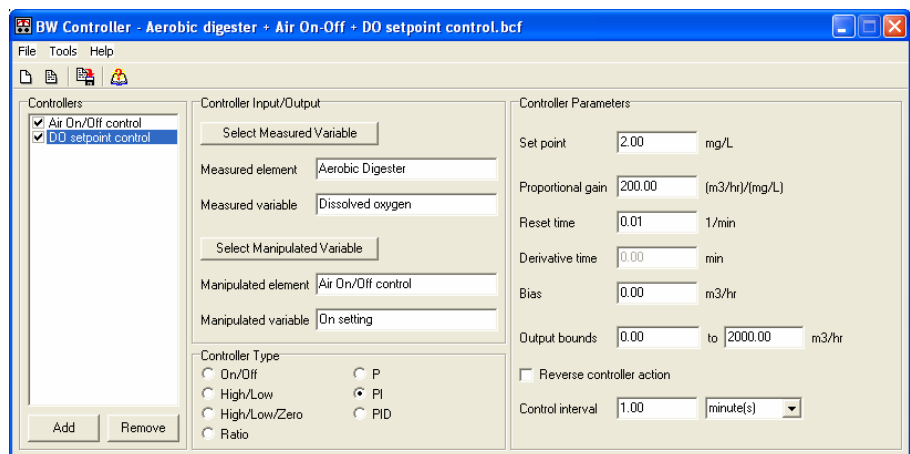 BW Controller - Aerobic digester + Air On-Off + DO setpoint control.bcf
File Tools Help
Controllers
Air On/Off control
DO setpoint control
Add Remove
Controller Input/Output
Select Measured Variable
Measured element Aerobic Digester
Measured variable Dissolved oxygen
Select Manipulated Variable
Manipulated element Air On/Off control
Manipulated variable On setting
Controller Type
On/Off P
High/Low PI
High/Low/Zero PID
Ratio
Controller Parameters
Set point 2.00 mg/L
Proportional gain 200.00 (m3/hr)/(mg/L)
Reset time 0.01 1/min
Derivative time 0.00 min
Bias 0.00 m3/hr
Output bounds 0.00 to 2000.00 m3/hr
Reverse controller action
Control interval 1.00 minute(s)